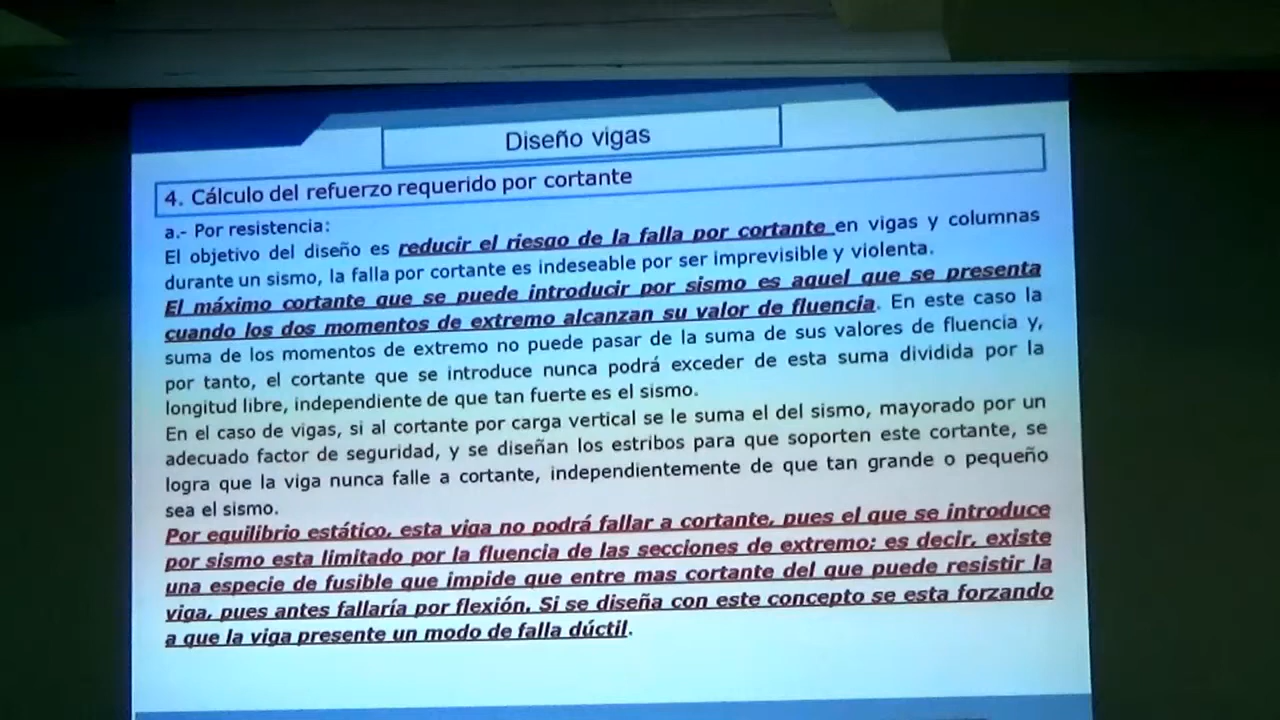 Diseño vigas
4. Cálculo del refuerzo requerido por cortante
a.- Por resistencia:
El objetivo del diseño es reducir el riesgo de la falla por cortante en vigas y columnas
durante un sismo, la falla por cortante es indeseable por ser imprevisible y violenta.
El máximo cortante que se puede introducir por sismo es aquel que se presenta
cuando los dos momentos de extremo alcanzan su valor de fluencia. En este caso la
suma de los momentos de extremo no puede pasar de la suma de sus valores de fluencia y,
por tanto, el cortante que se introduce nunca podrá exceder de esta suma dividida por la
longitud libre, independiente de que tan fuerte es el sismo.
En el caso de vigas, si al cortante por carga vertical se le suma el del sismo, mayorado por un
adecuado factor de seguridad, y se diseñan los estribos para que soporten este cortante, se
logra que la viga nunca falle a cortante, independientemente de que tan grande o pequeño
sea el sismo.
Por equilibrio estático, esta viga no podrá fallar a cortante, pues el que se introduce
por sismo esta limitado por la fluencia de las secciones de extremo; es decir, existe
una especie de fusible que impide que entre mas cortante del que puede resistir la
viga, pues antes fallaría por flexión. Si se diseña con este concepto se esta forzando
a que la viga presente un modo de falla dúctil.